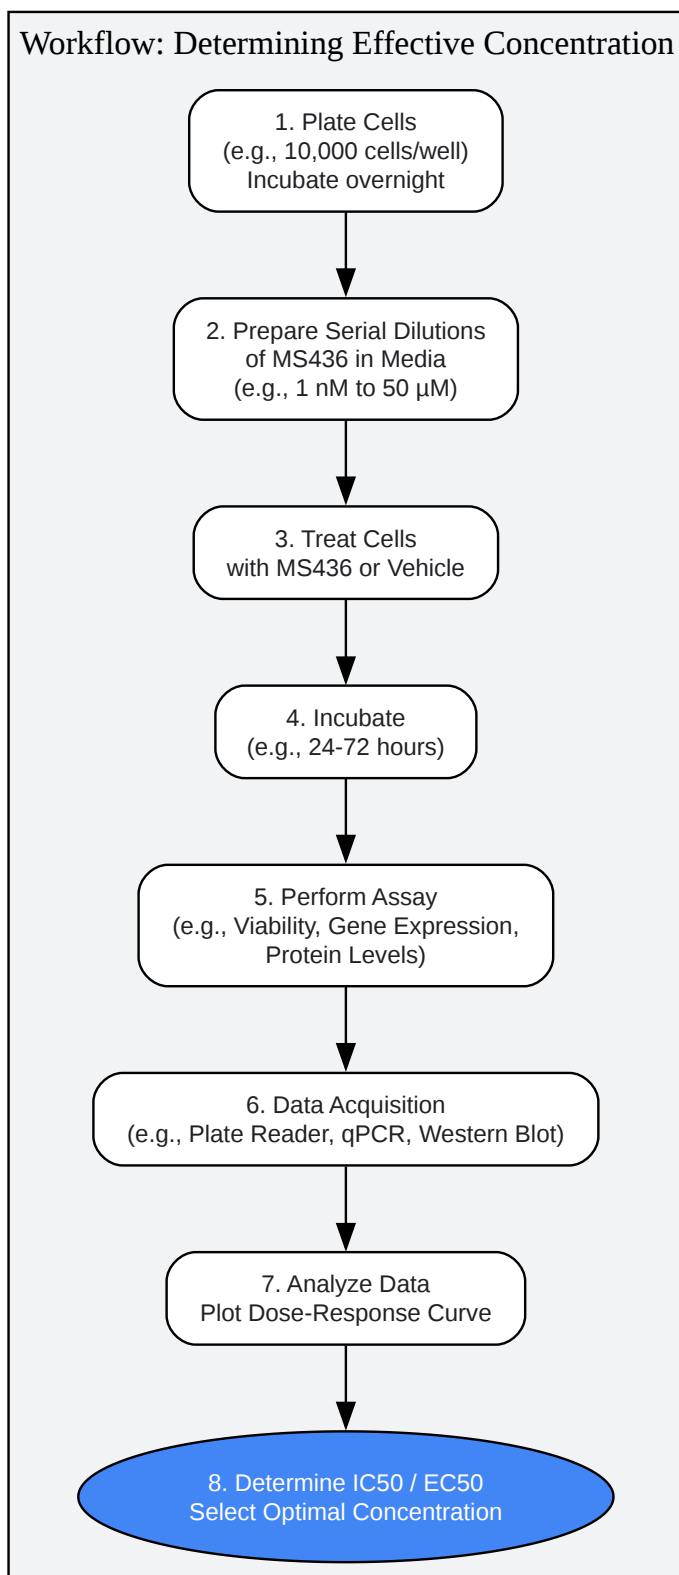 Workflow: Determining Effective Concentration
1. Plate Cells
(e.g., 10,000 cells/well)
Incubate overnight
2. Prepare Serial Dilutions
of MS436 in Media
(e.g., 1 nM to 50 µM)
3. Treat Cells
with MS436 or Vehicle
4. Incubate
(e.g., 24-72 hours)
5. Perform Assay
(e.g., Viability, Gene Expression,
Protein Levels)
6. Data Acquisition
(e.g., Plate Reader, qPCR, Western Blot)
7. Analyze Data
Plot Dose-Response Curve
8. Determine IC50 / EC50
Select Optimal Concentration